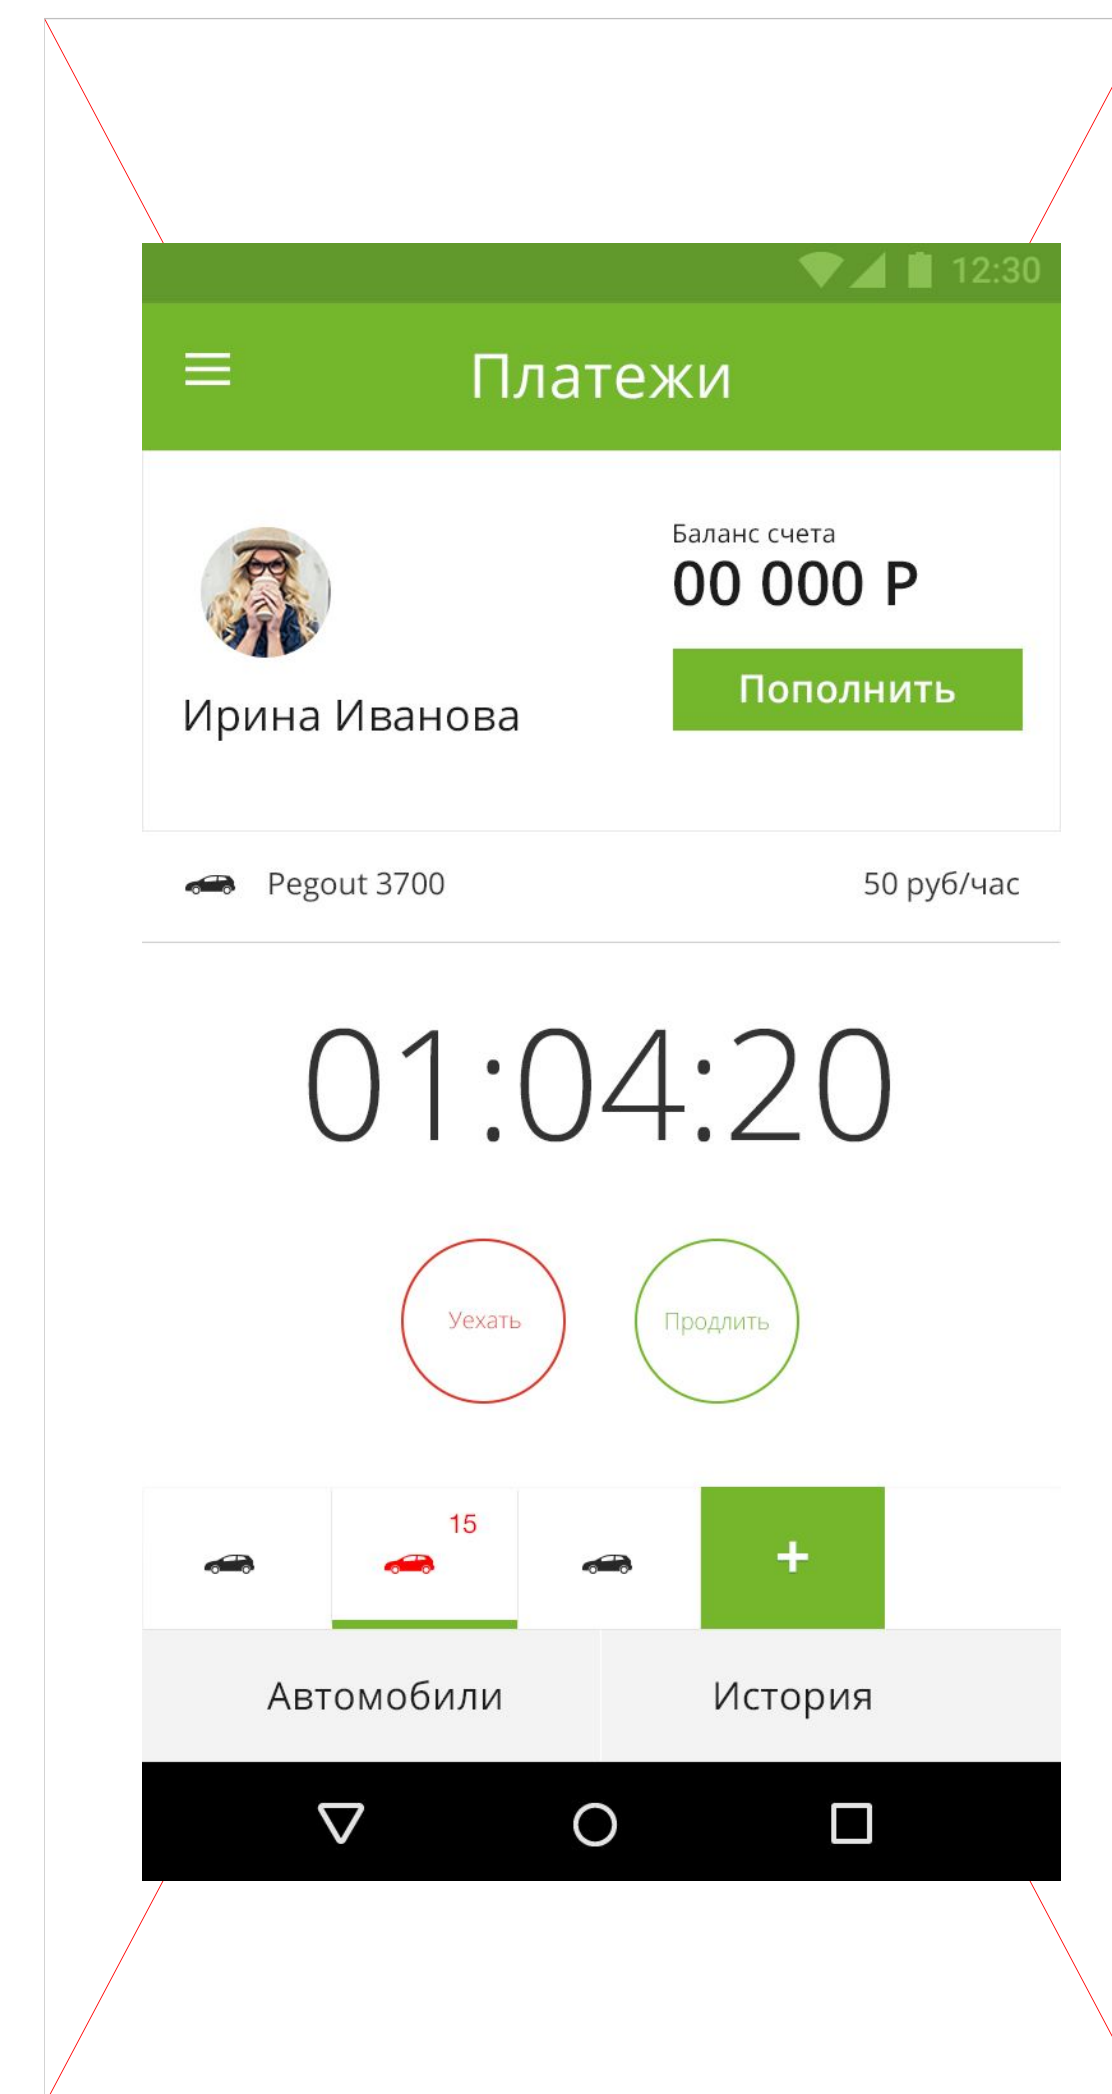 12:30
Платежи
Баланс счета
00 000 Р
Пополнить
Ирина Иванова
Pegout 3700
50 руб/час
01:04:20
Уехать
Продлить
15
+
Автомобили
История